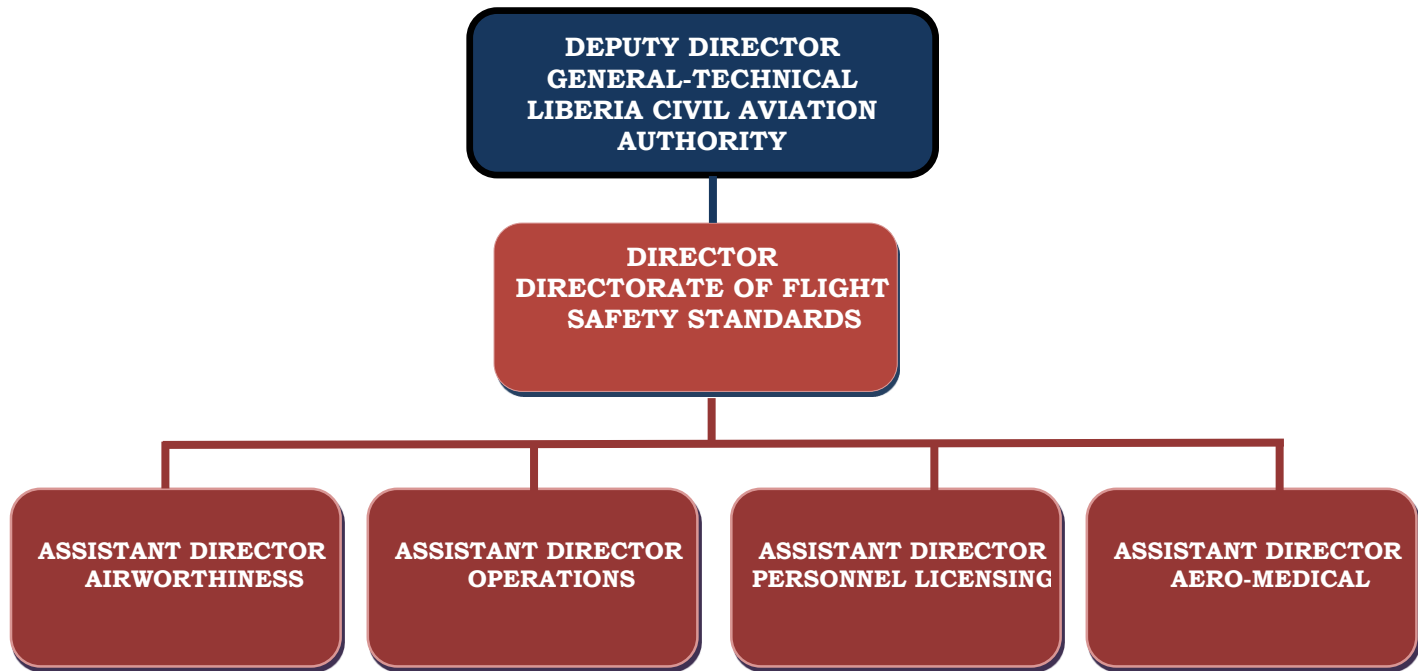 DEPUTY DIRECTOR
GENERAL-TECHNICAL
LIBERIA CIVIL AVIATION
AUTHORITY
DIRECTOR
DIRECTORATE OF FLIGHT
SAFETY STANDARDS
ASSISTANT DIRECTOR
AIRWORTHINESS
ASSISTANT DIRECTOR
OPERATIONS
ASSISTANT DIRECTOR
PERSONNEL LICENSING
ASSISTANT DIRECTOR
AERO-MEDICAL